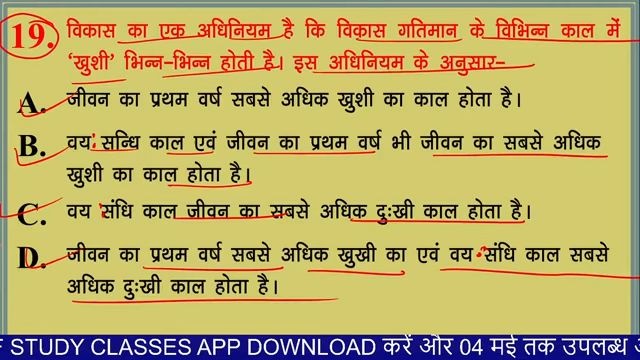 19. विकास का एक अधिनियम है कि विकास गतिमान के विभिन्न काल में
'खुशी' भिन्न-भिन्न होती है। इस अधिनियम के अनुसार-
A. जीवन का प्रथम वर्ष सबसे अधिक खुशी का काल होता है।
B. वय: सन्धि काल एवं जीवन का प्रथम वर्ष भी जीवन का सबसे अधिक
खुशी का काल होता है।
C. वय संधि काल जीवन का सबसे अधिक दुःखी काल होता है।
D. जीवन का प्रथम वर्ष सबसे अधिक खुखी का एवं वय संधि काल सबसे
अधिक दुःखी काल होता है।
STUDY CLASSES APP DOWNLOAD करें और 04 मई तक उपलब्ध